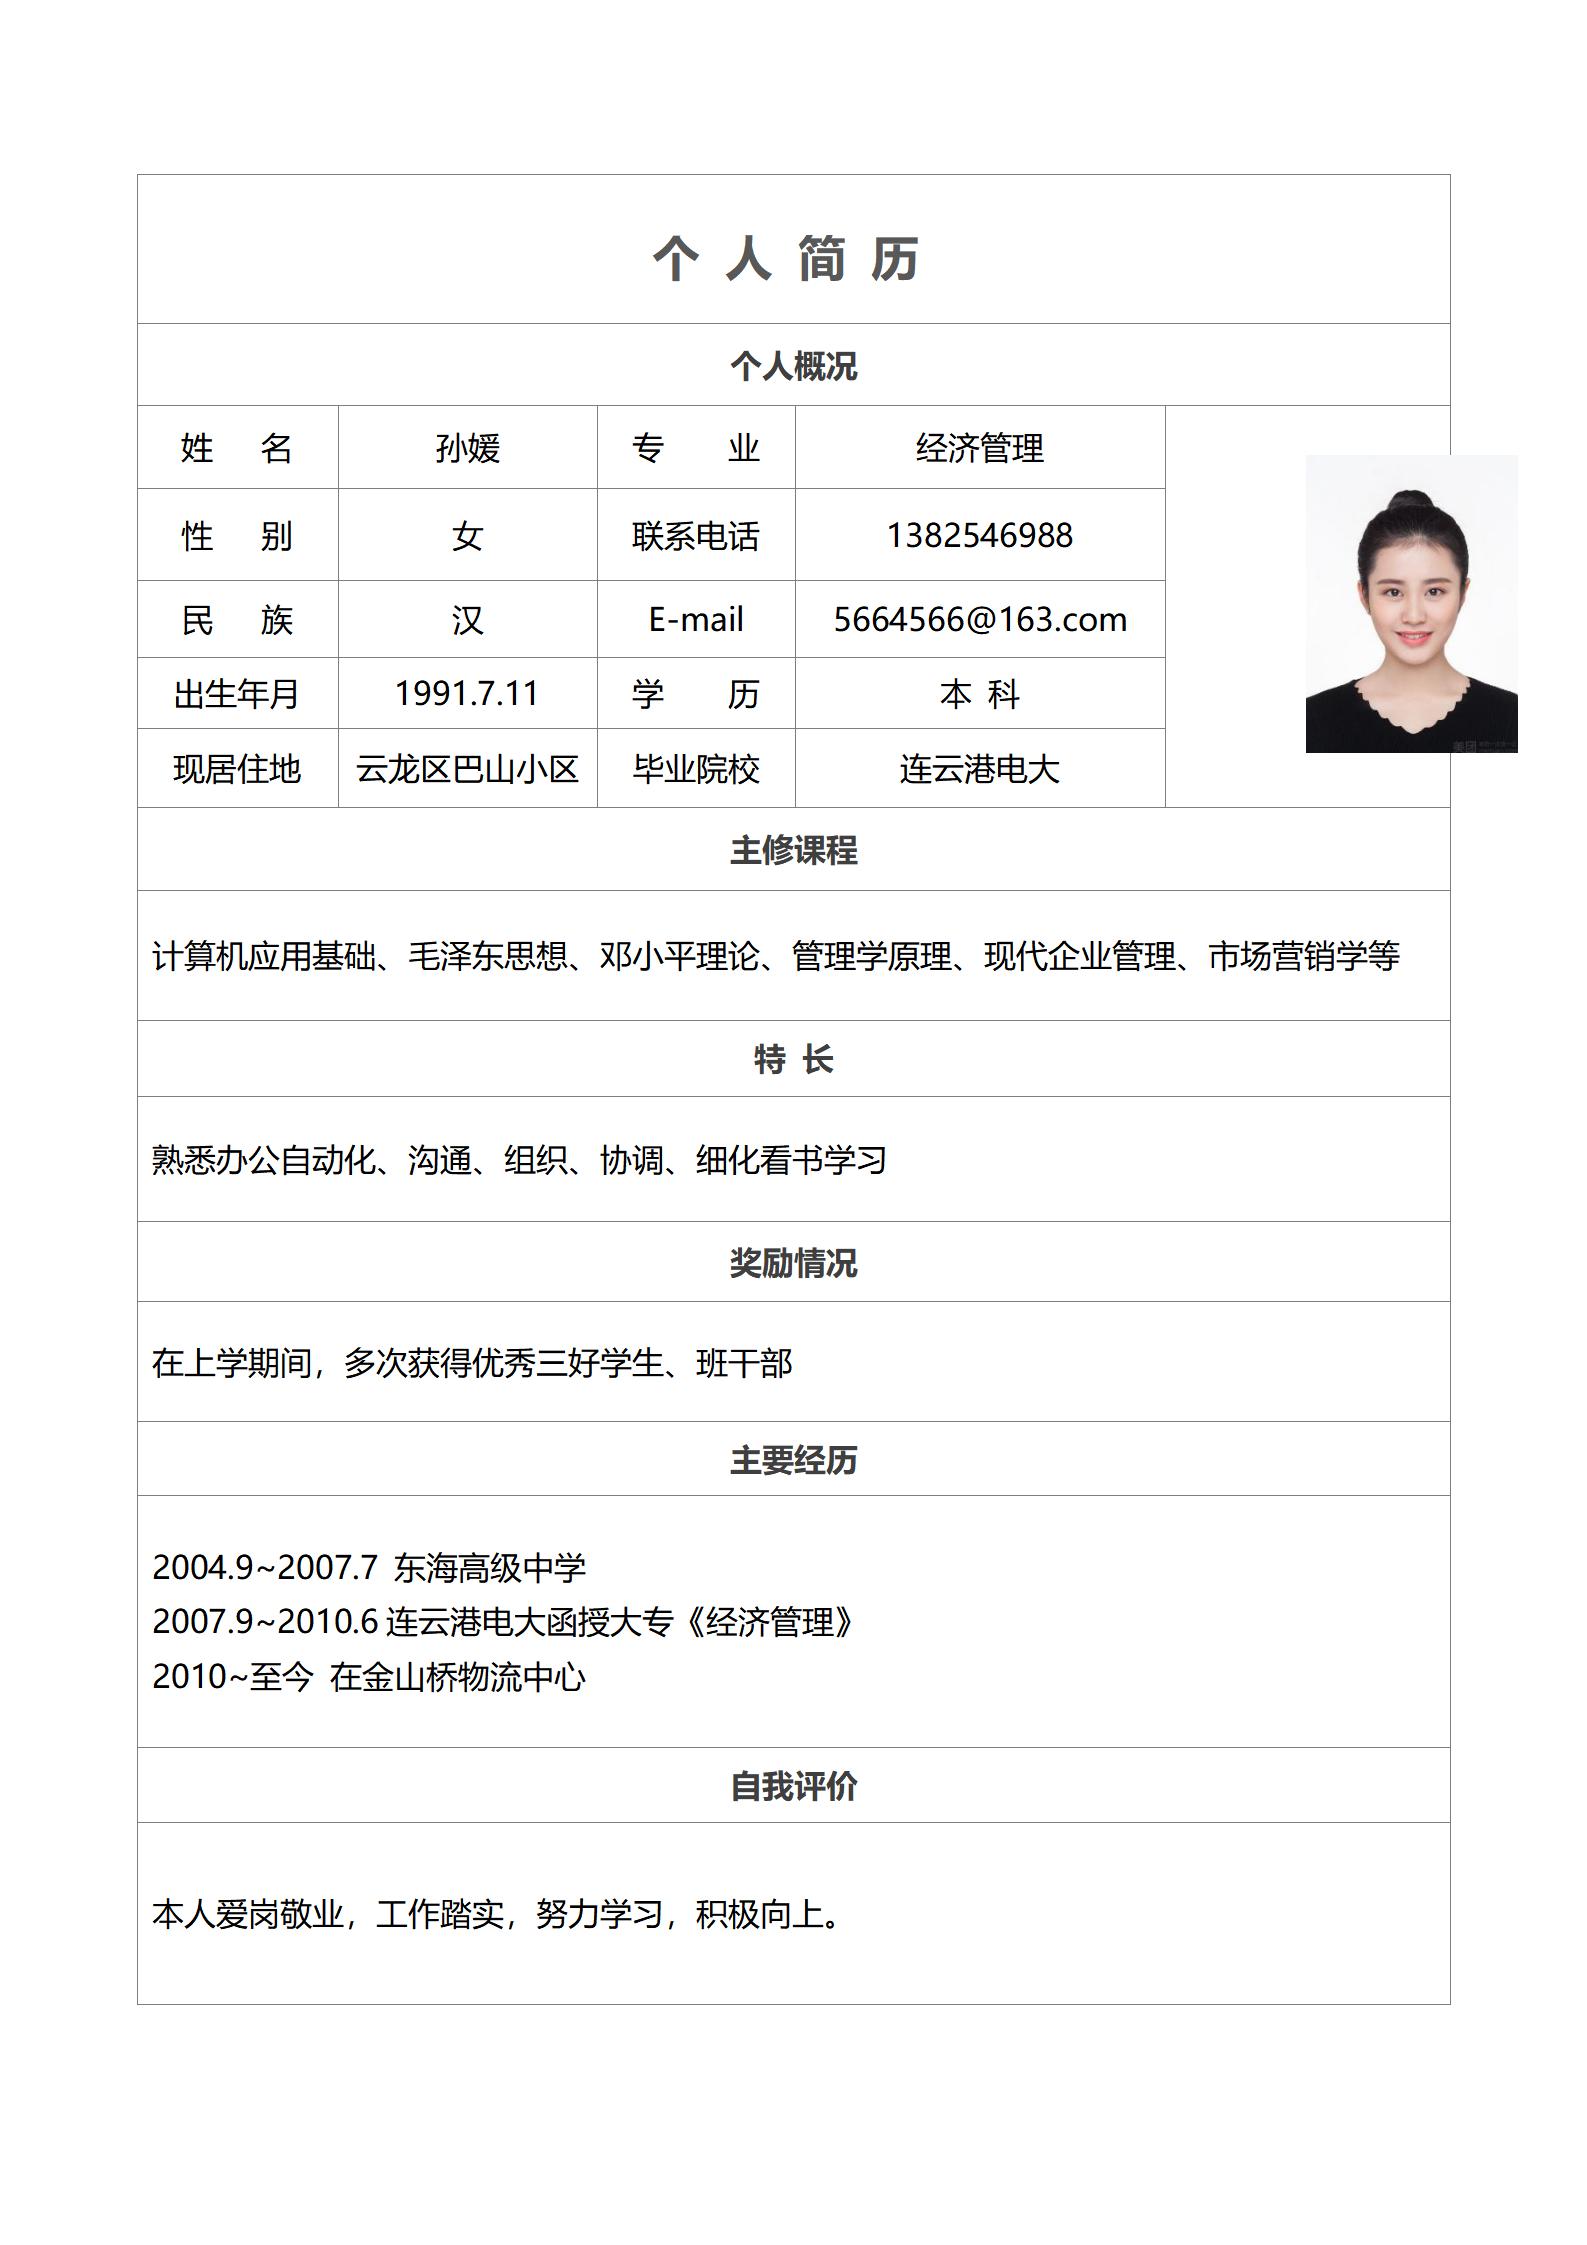 个 人 简 历
个人概况
姓 名 孙媛 专 业 经济管理
性 别 女 联系电话 1382546988
民 族 汉 E-mail 5664566@163.com
出生年月 1991.7.11 学 历 本 科
美团
现居住地 云龙区巴山小区 毕业院校 连云港电大
主修课程
计算机应用基础、毛泽东思想、邓小平理论、管理学原理、现代企业管理、市场营销学等
特 长
熟悉办公自动化、沟通、组织、协调、细化看书学习
奖励情况
在上学期间，多次获得优秀三好学生、班干部
主要经历
2004.9~2007.7 东海高级中学
2007.9~2010.6 连云港电大函授大专《经济管理》
2010~至今 在金山桥物流中心
自我评价
本人爱岗敬业，工作踏实，努力学习，积极向上。